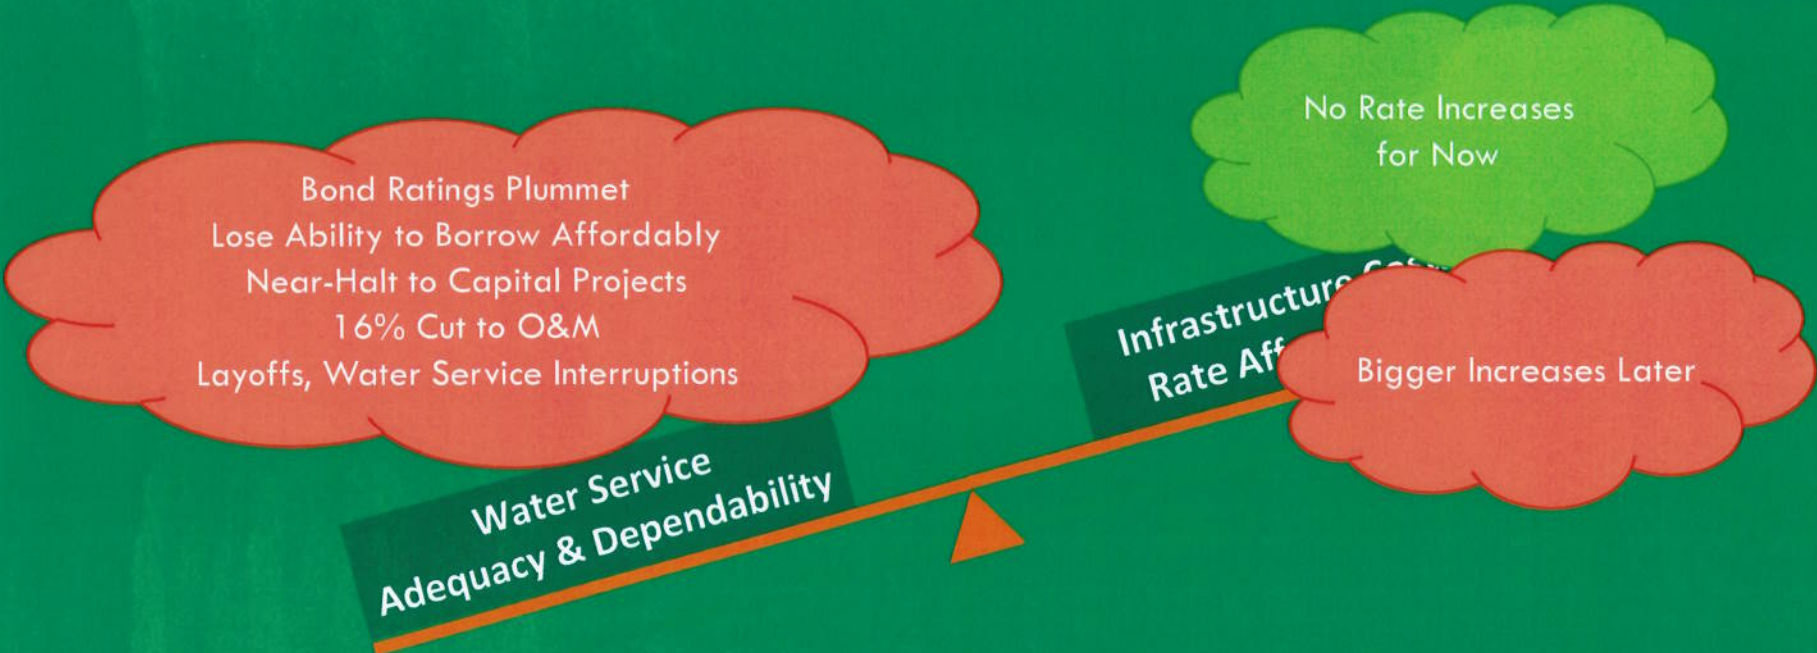 No Rate Increases
for Now
Bond Ratings Plummet
Lose Ability to Borrow Affordably
Near-Halt to Capital Projects
16% Cut to O&M
Layoffs, Water Service Interruptions
Infrastructure
Rate
Bigger Increases Later
Water Service
Adequacy & Dependability